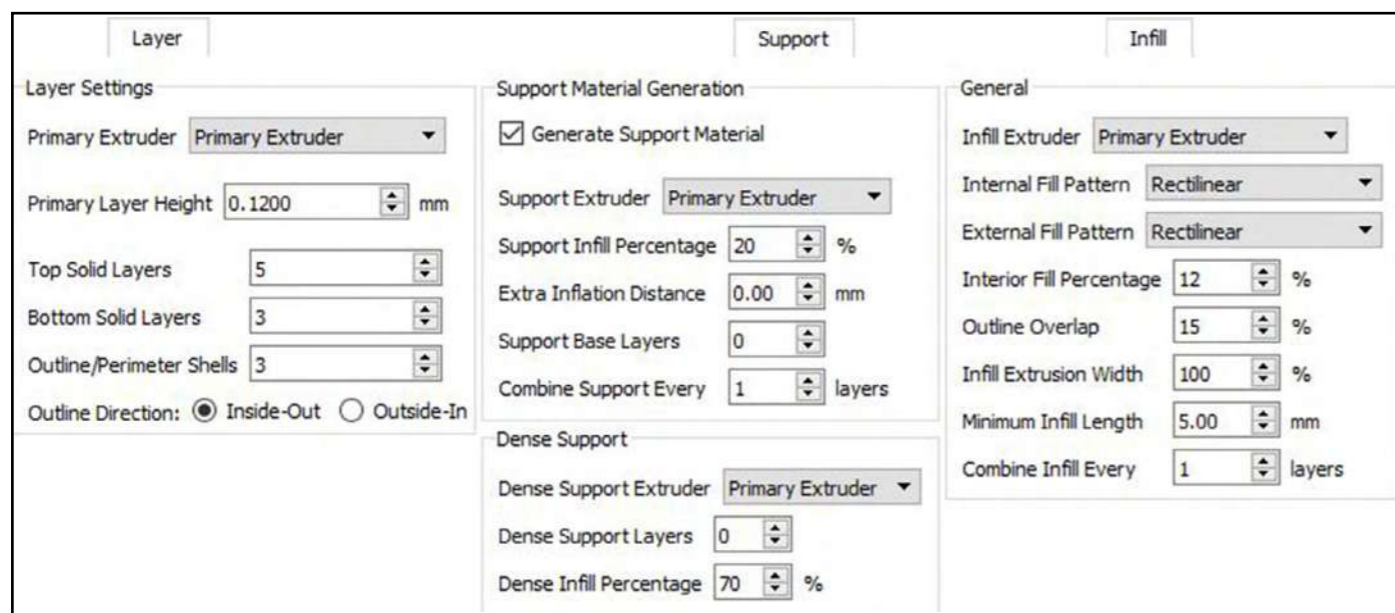 Layer
Support
Infill
Layer Settings
Primary Extruder Primary Extruder
Primary Layer Height 0.1200 mm
Top Solid Layers 5
Bottom Solid Layers 3
Outline/Perimeter Shells 3
Outline Direction: Inside-Out Outside-In
Support Material Generation
Generate Support Material
Support Extruder Primary Extruder
Support Infill Percentage 20 %
Extra Inflation Distance 0.00 mm
Support Base Layers 0
Combine Support Every 1 layers
Dense Support
Dense Support Extruder Primary Extruder
Dense Support Layers 0
Dense Infill Percentage 70 %
General
Infill Extruder Primary Extruder
Internal Fill Pattern Rectilinear
External Fill Pattern Rectilinear
Interior Fill Percentage 12 %
Outline Overlap 15 %
Infill Extrusion Width 100 %
Minimum Infill Length 5.00 mm
Combine Infill Every 1 layers